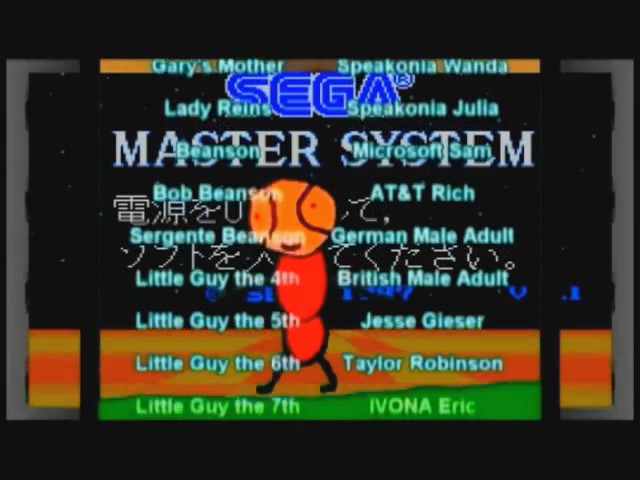 Gary's Mother Speakonia Wanda
SEGA®
Lady Reins Speakonia Julia
MASTER SYSTEM
Beanson Microsoft Sam
Bob Beanson AT&T Rich
電源を て,
Sergente Beanson German Male Adult
ソフトを てください。
Little Guy the 4th British Male Adult
Little Guy the 5th Jesse Gieser
Little Guy the 6th Taylor Robinson
Little Guy the 7th IVONA Eric